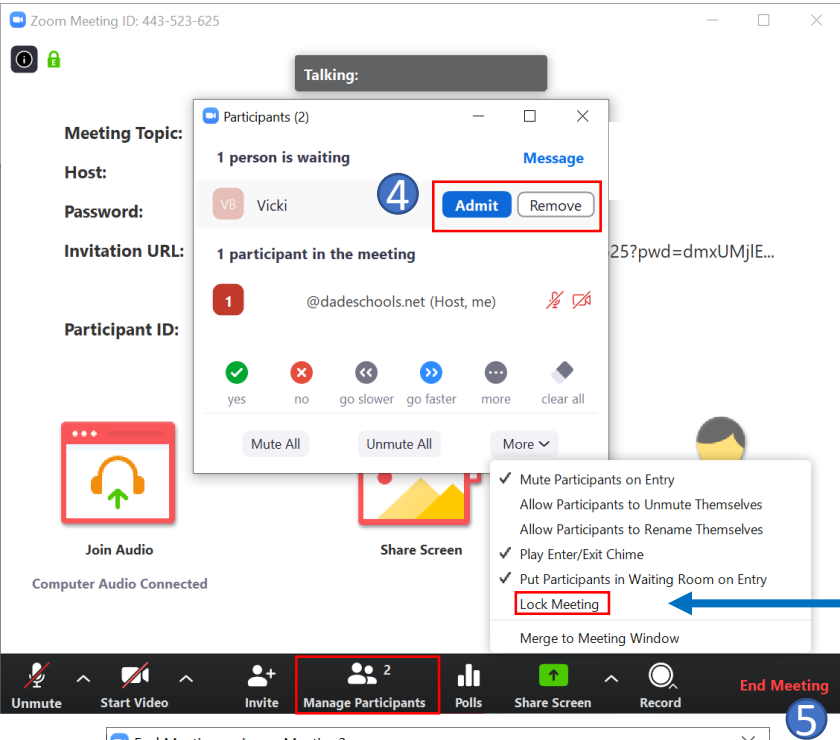 Zoom Meeting ID: 443-523-625
E
Talking:
Participants (2)
Meeting Topic:
1 person is waiting Message
Host:
VB Vicki 4 Admit Remove
Password:
Invitation URL: 25?pwd=dmxUMjlE...
1 participant in the meeting
1 @dadeschools.net (Host, me)
Participant ID:
yes no go slower go faster more clear all
Mute All Unmute All More
✓ Mute Participants on Entry
Allow Participants to Unmute Themselves
Allow Participants to Rename Themselves
✓ Play Enter/Exit Chime
✓ Put Participants in Waiting Room on Entry
Lock Meeting
Merge to Meeting Window
Join Audio Share Screen
Computer Audio Connected
2
Unmute Start Video Invite Manage Participants Polls Share Screen Record End Meeting
5